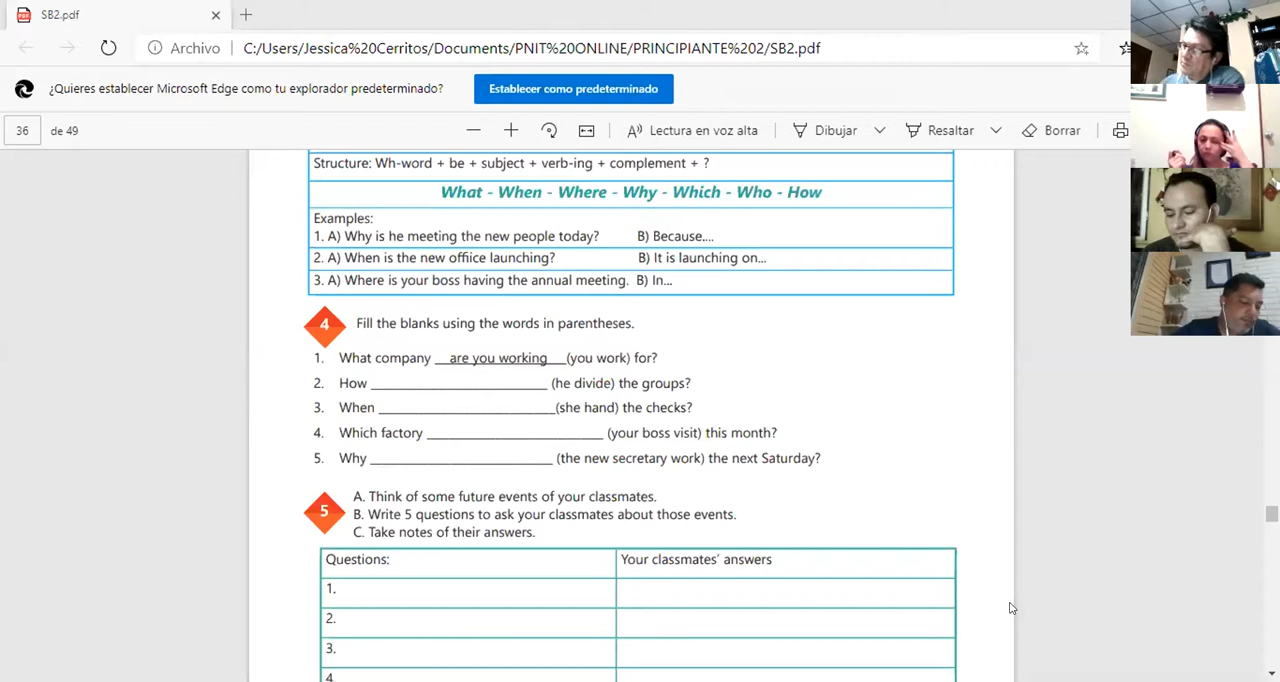 SB2.pdf
Archivo C:/Users/Jessica%20Cerritos/Documents/PNIT%20ONLINE/PRINCIPIANTE%202/SB2.pdf
¿Quieres establecer Microsoft Edge como tu explorador predeterminado? Establecer como predeterminado
36 de 49 Lectura en voz alta Dibujar Resaltar Borrar
Structure: Wh-word + be + subject + verb-ing + complement + ?
What - When - Where - Why - Which - Who - How
Examples:
1. A) Why is he meeting the new people today? B) Because....
2. A) When is the new office launching? B) It is launching on...
3. A) Where is your boss having the annual meeting. B) In...
4 Fill the blanks using the words in parentheses.
1. What company __are you working___(you work) for?
2. How _________________________ (he divide) the groups?
3. When _________________________(she hand) the checks?
4. Which factory _________________________ (your boss visit) this month?
5. Why __________________________ (the new secretary work) the next Saturday?
5 A. Think of some future events of your classmates.
B. Write 5 questions to ask your classmates about those events.
C. Take notes of their answers.
Questions: Your classmates' answers
1.
2.
3.
4.